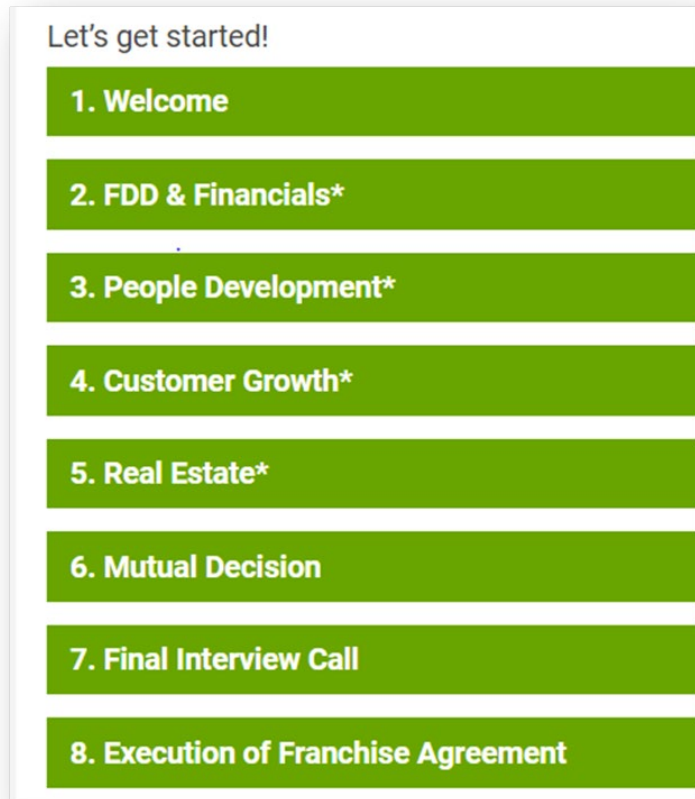 Let’s get started!
1. Welcome
2. FDD & Financials*
3. People Development*
4. Customer Growth*
5. Real Estate*
6. Mutual Decision
7. Final Interview Call
8. Execution of Franchise Agreement